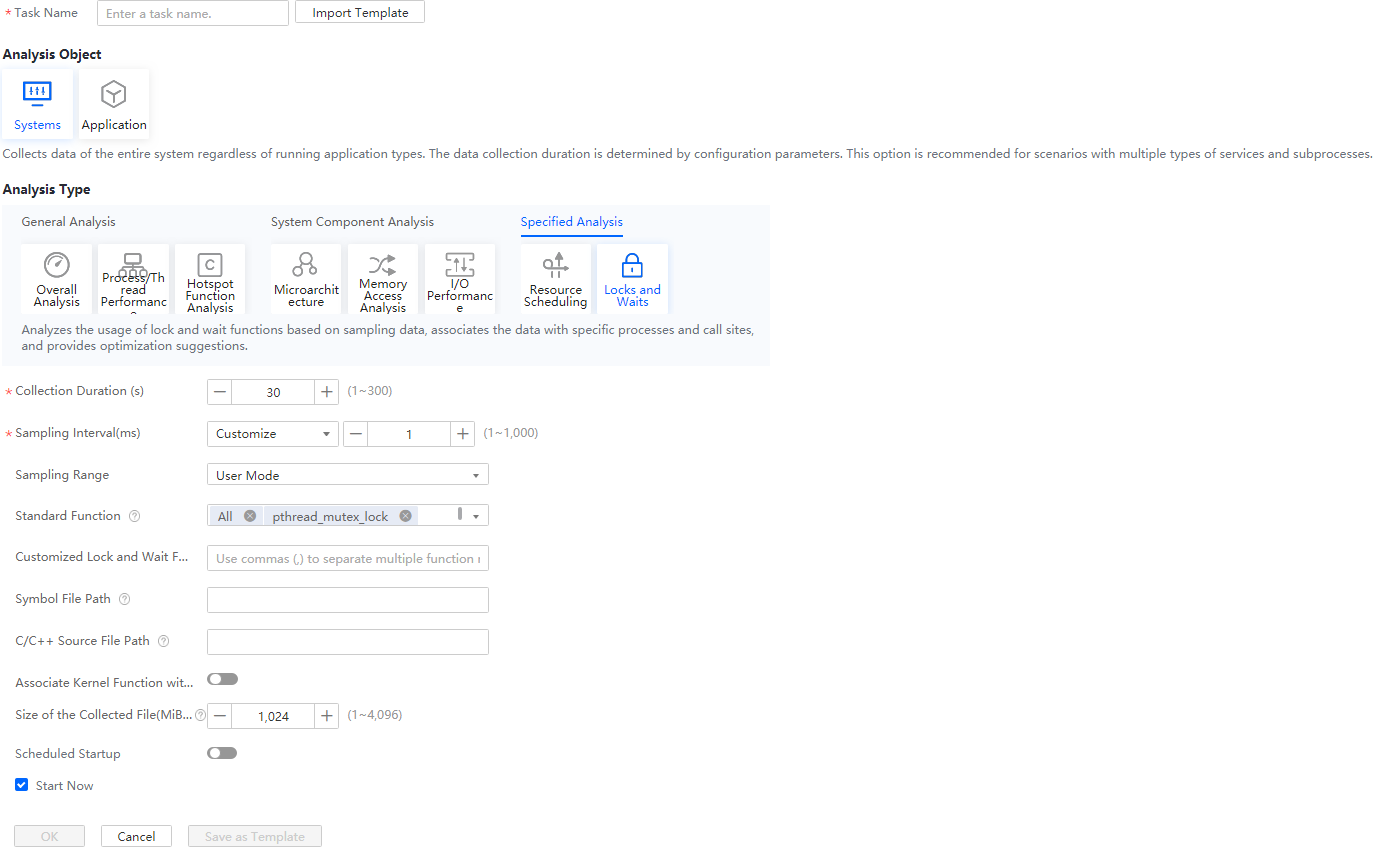 * Task Name Enter a task name. Import Template
Analysis Object
Systems Application
Collects data of the entire system regardless of running application types. The data collection duration is determined by configuration parameters. This option is recommended for scenarios with multiple types of services and subprocesses.
Analysis Type
General Analysis System Component Analysis Specified Analysis
Overall
Analysis
Process/Th
read
Performanc
Hotspot
Function
Analysis
Microarchit
ecture
Memory
Access
Analysis
I/O
Performanc
e
Resource
Scheduling
Locks and
Waits
Analyzes the usage of lock and wait functions based on sampling data, associates the data with specific processes and call sites,
and provides optimization suggestions.
* Collection Duration (s) 30 (1~300)
* Sampling Interval(ms) Customize 1 (1~1,000)
Sampling Range User Mode
Standard Function All pthread_mutex_lock
Customized Lock and Wait F... Use commas (,) to separate multiple function
Symbol File Path
C/C++ Source File Path
Associate Kernel Function wit...
Size of the Collected File(MiB... 1,024 (1~4,096)
Scheduled Startup
Start Now
OK Cancel Save as Template